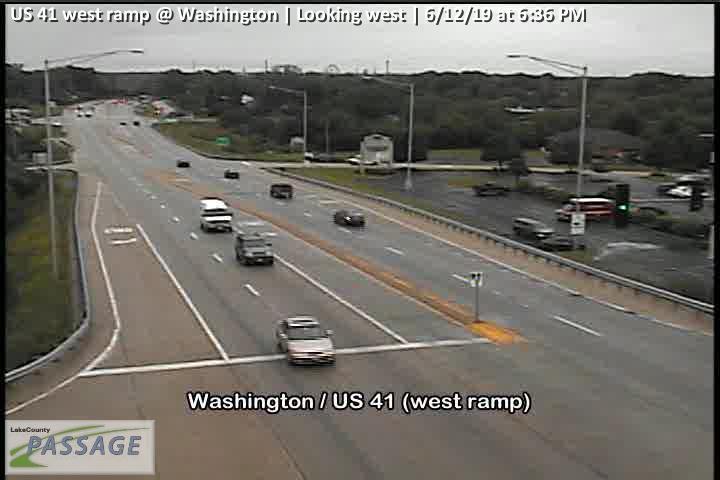 US 41 west ramp @ Washington | Looking west | 6/12/19 at 6:36 PM
Washington / US 41 (west ramp)
LakeCounty
PASSAGE